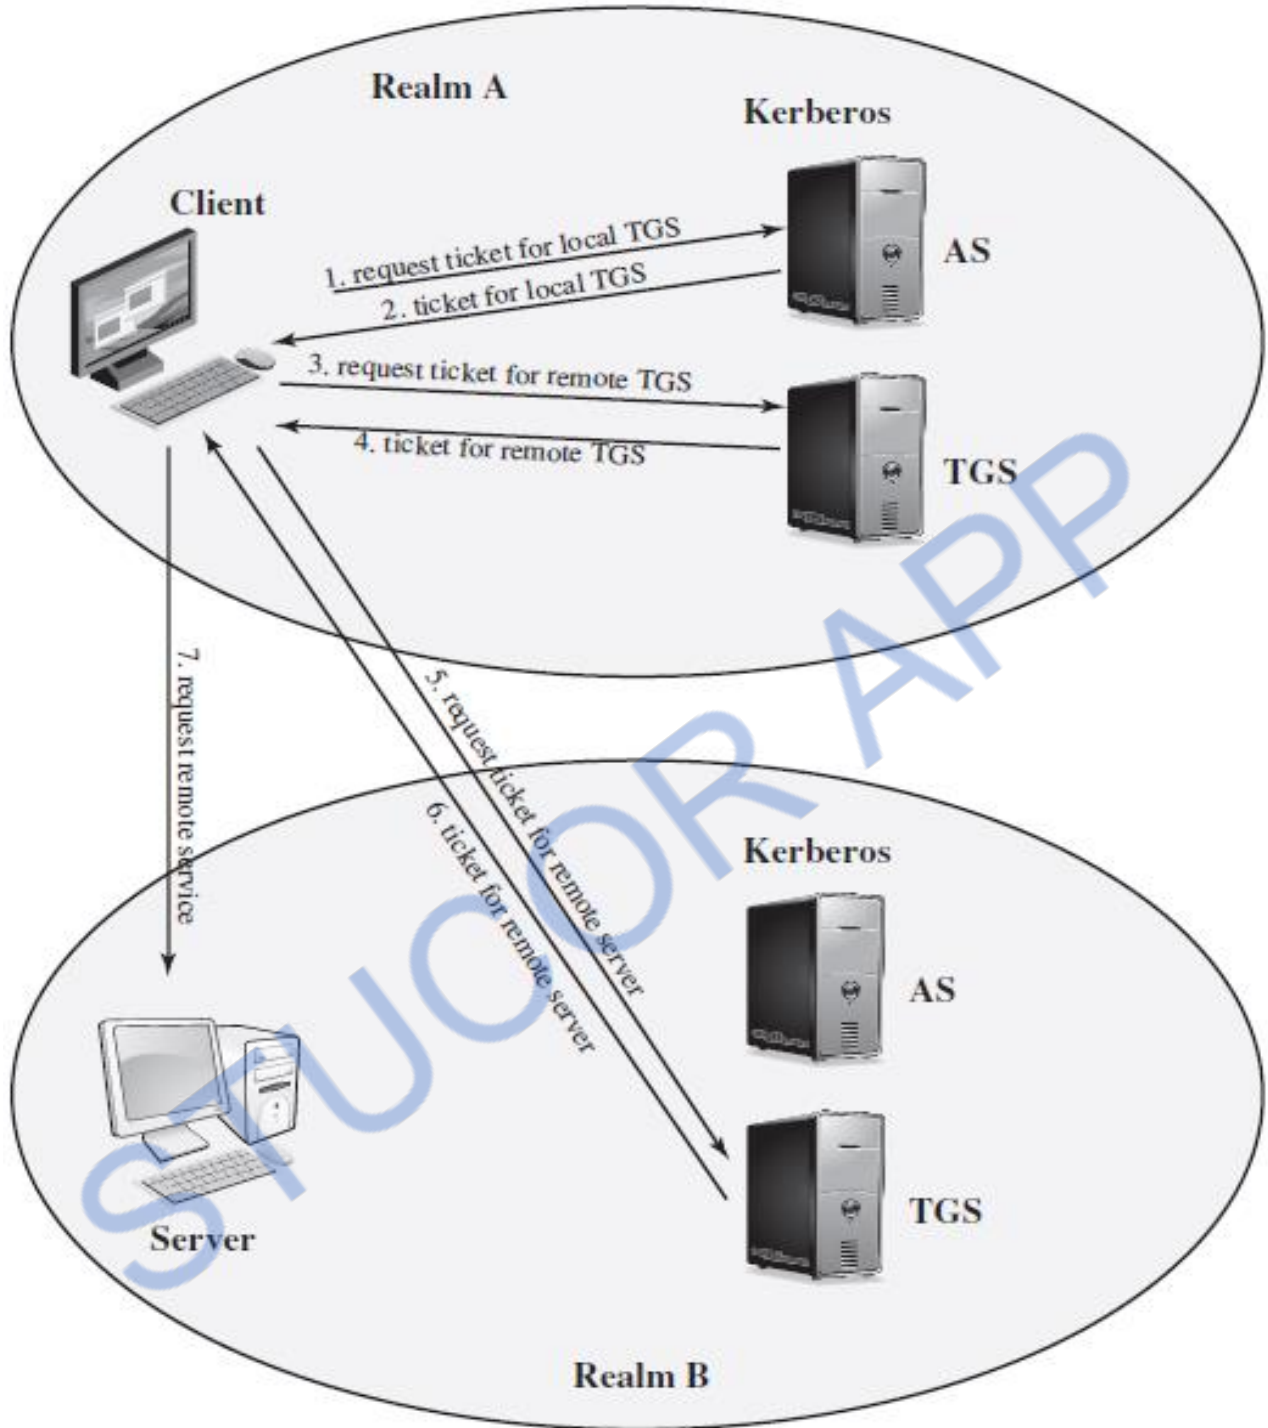 Realm A
Kerberos
Client
AS
1. request ticket for local TGS
2. ticket for local TGS
3. request ticket for remote TGS
4. ticket for remote TGS
TGS
7. request remote service
5. request ticket for remote server
6. ticket for remote server
Kerberos
AS
TGS
Server
Realm B
STUCOR APP